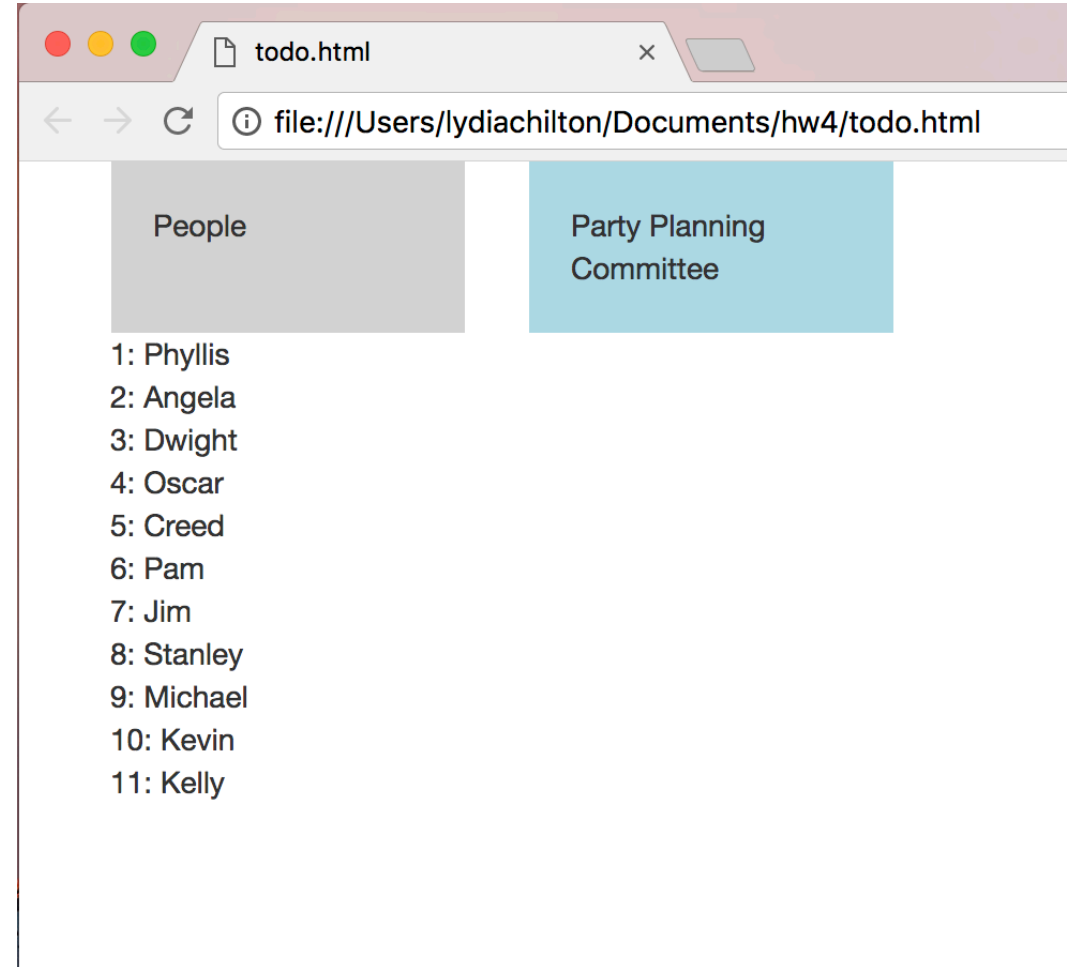 todo.html
file:///Users/lydiachilton/Documents/hw4/todo.html
People
Party Planning
Committee
1: Phyllis
2: Angela
3: Dwight
4: Oscar
5: Creed
6: Pam
7: Jim
8: Stanley
9: Michael
10: Kevin
11: Kelly